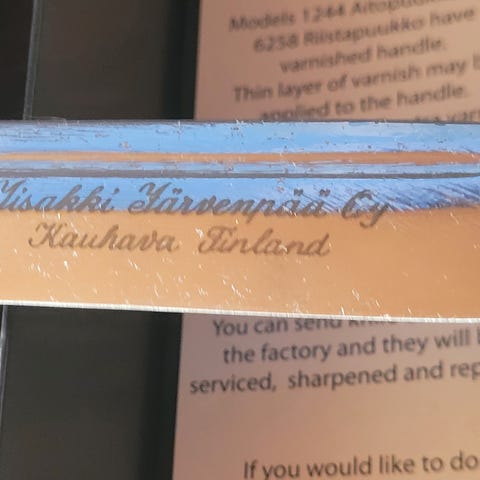 Models 1244 Aitopuukko
6258 Riistapuukko have
varnished handle.
Thin layer of varnish may b
applied to the handle.
Iisakki Järvenpää Oy
Kauhava Finland
You can send
the factory and they will
serviced, sharpened and rep
If you would like to do